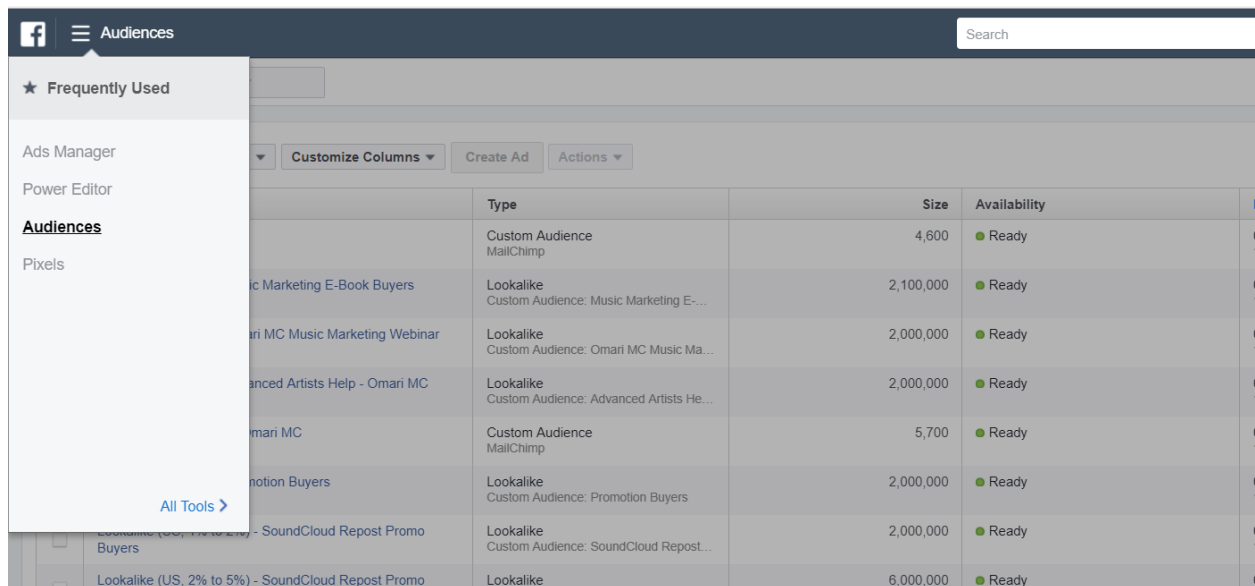 Audiences
Search
Frequently Used
Ads Manager
Power Editor
Audiences
Pixels
All Tools
Customize Columns
Create Ad
Actions
Type
Size
Availability
Custom Audience
MailChimp
4,600
Ready
Marketing E-Book Buyers
Lookalike
Custom Audience: Music Marketing E-...
2,100,000
Ready
MC Music Marketing Webinar
Lookalike
Custom Audience: Omari MC Music Ma...
2,000,000
Ready
Artists Help - Omari MC
Lookalike
Custom Audience: Advanced Artists He...
2,000,000
Ready
MC
Custom Audience
MailChimp
5,700
Ready
Buyers
Lookalike
Custom Audience: Promotion Buyers
2,000,000
Ready
Lookalike (US, 1% to 2%) - SoundCloud Repost Promo
Buyers
Lookalike
Custom Audience: SoundCloud Repost...
2,000,000
Ready
Lookalike (US, 2% to 5%) - SoundCloud Repost Promo
Lookalike
6,000,000
Ready